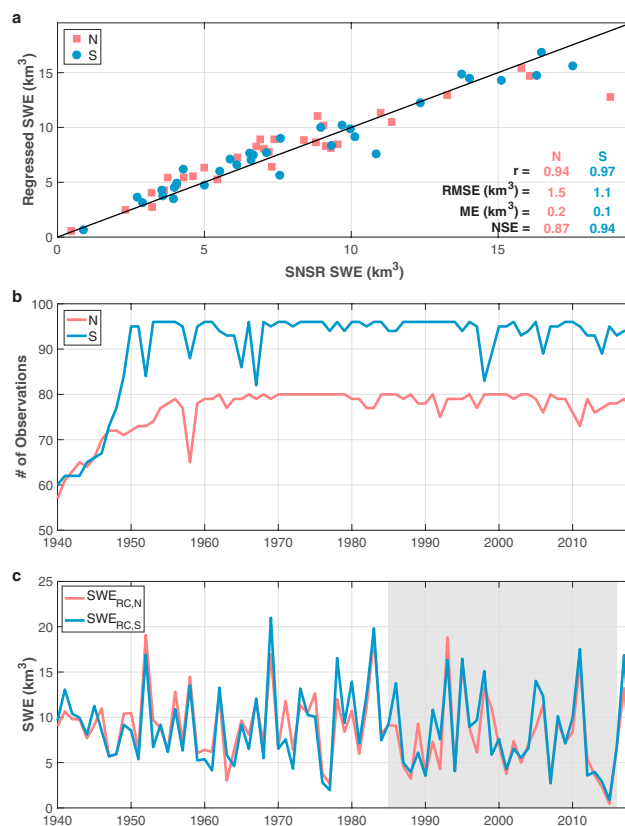 a
N
S
Regressed SWE (km³)
15
10
5
0
0
5
10
15
SNSR SWE (km³)
N S
r = 0.94 0.97
RMSE (km³) = 1.5 1.1
ME (km³) = 0.2 0.1
NSE = 0.87 0.94
b
N
S
# of Observations
100
90
80
70
60
50
1940 1950 1960 1970 1980 1990 2000 2010
c
SWE_RC,N
SWE_RC,S
SWE (km³)
25
20
15
10
5
0
1940 1950 1960 1970 1980 1990 2000 2010